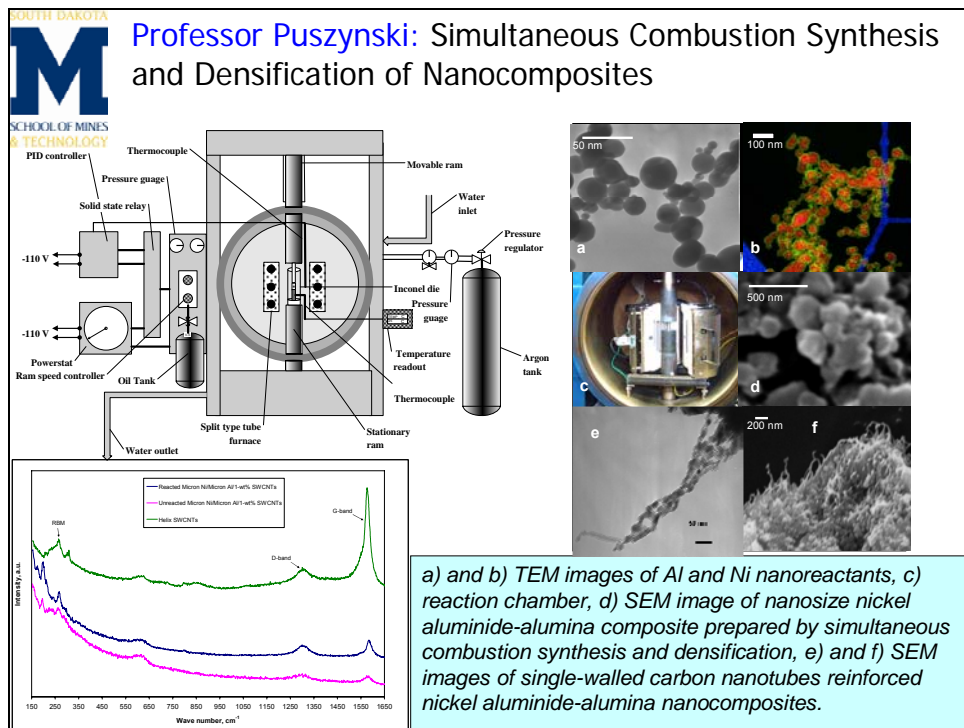 SOUTH DAKOTA
M
SCHOOL OF MINES
& TECHNOLOGY
Professor Puszynski: Simultaneous Combustion Synthesis
and Densification of Nanocomposites
PID controller
Thermocouple
Pressure guage
Solid state relay
Movable ram
Water
inlet
Pressure
regulator
-110 V
-110 V
Inconel die
Pressure
guage
Powerstat
Ram speed controller
Oil Tank
Temperature
readout
Argon
tank
Thermocouple
Split type tube
furnace
Stationary
ram
Water outlet
50 nm
a
100 nm
b
c
500 nm
d
e
50 nm
200 nm
f
Reacted Micron Ni/Micron Al/1-wt% SWCNTs
Unreacted Micron Ni/Micron Al/1-wt% SWCNTs
Helix SWCNTs
RBM
D-band
G-band
Intensity, a.u.
150 250 350 450 550 650 750 850 950 1050 1150 1250 1350 1450 1550 1650
Wave number, cm-1
a) and b) TEM images of Al and Ni nanoreactants, c)
reaction chamber, d) SEM image of nanosize nickel
aluminide-alumina composite prepared by simultaneous
combustion synthesis and densification, e) and f) SEM
images of single-walled carbon nanotubes reinforced
nickel aluminide-alumina nanocomposites.